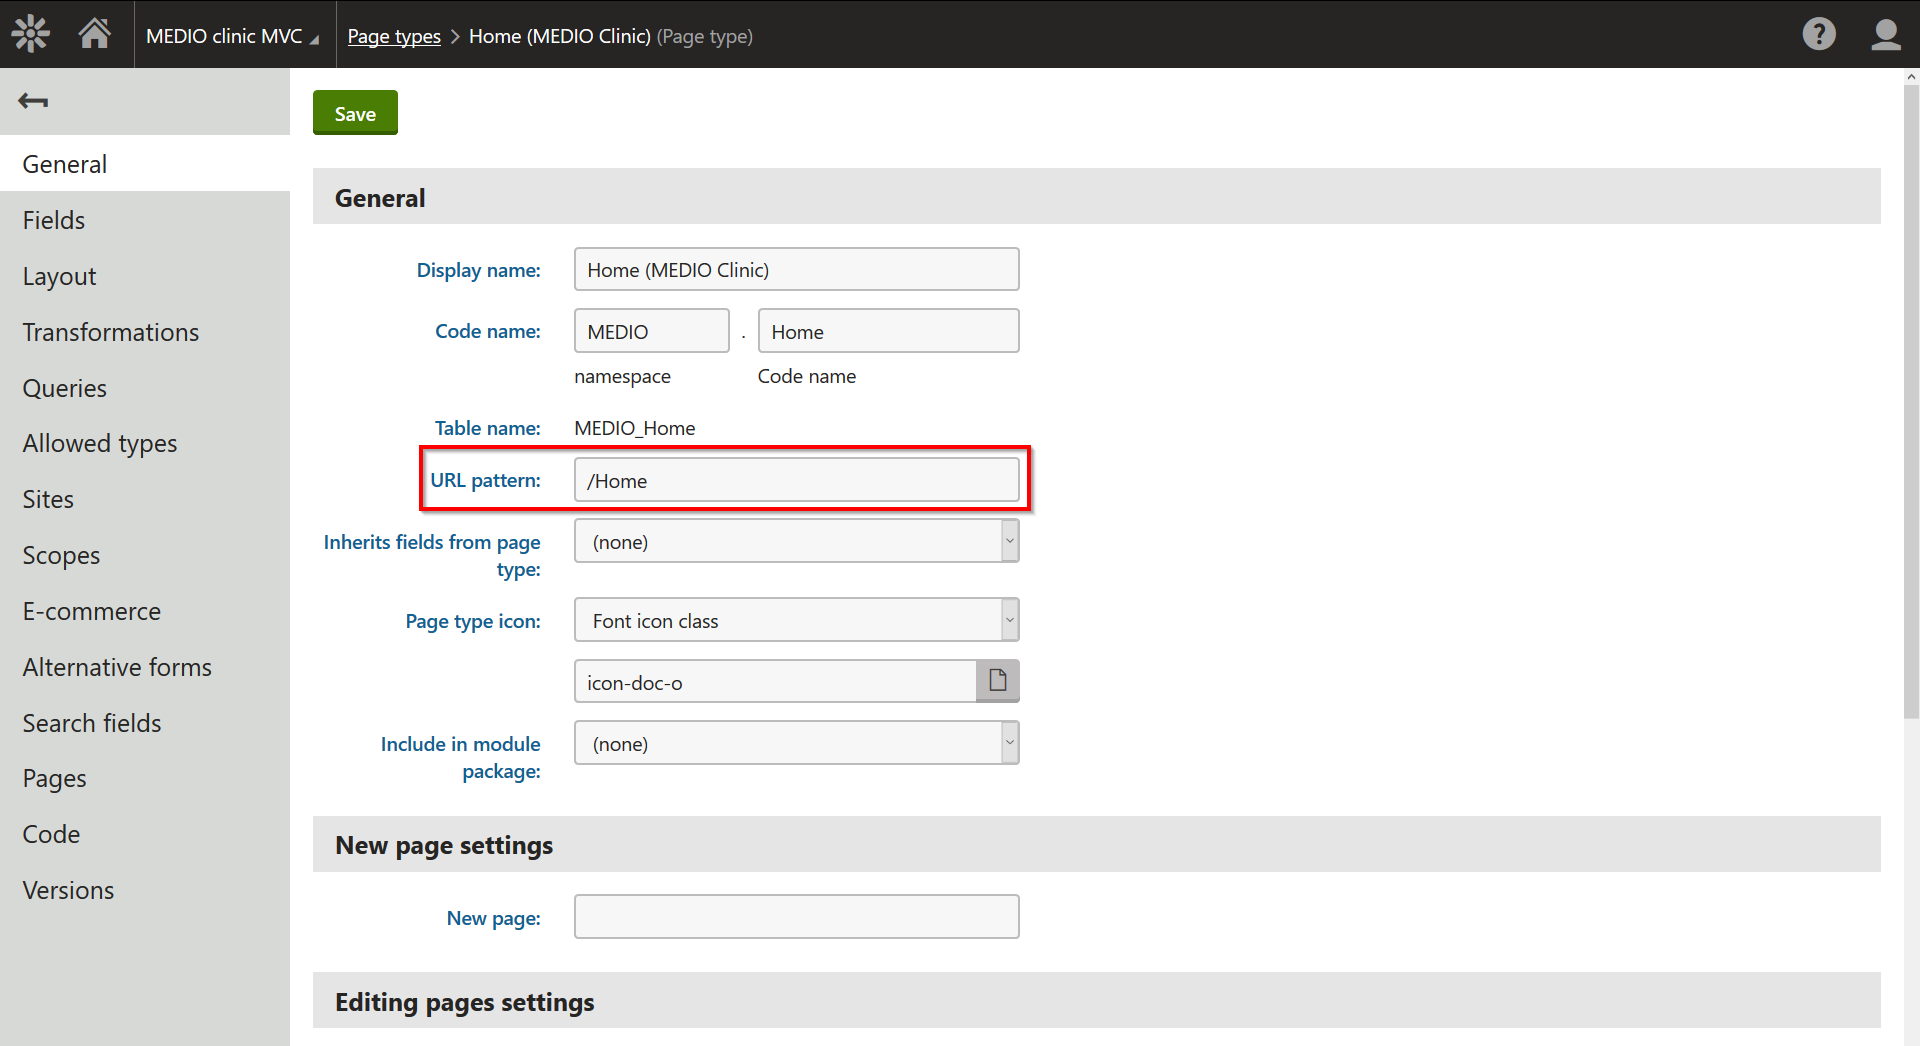 MEDIO clinic MVC
Page types > Home (MEDIO Clinic) (Page type)
?
General
Fields
Layout
Transformations
Queries
Allowed types
Sites
Scopes
E-commerce
Alternative forms
Search fields
Pages
Code
Versions
Save
General
Display name: Home (MEDIO Clinic)
Code name: MEDIO . Home
namespace Code name
Table name: MEDIO_Home
URL pattern: /Home
Inherits fields from page type: (none)
Page type icon: Font icon class
icon-doc-o
Include in module package: (none)
New page settings
New page:
Editing pages settings